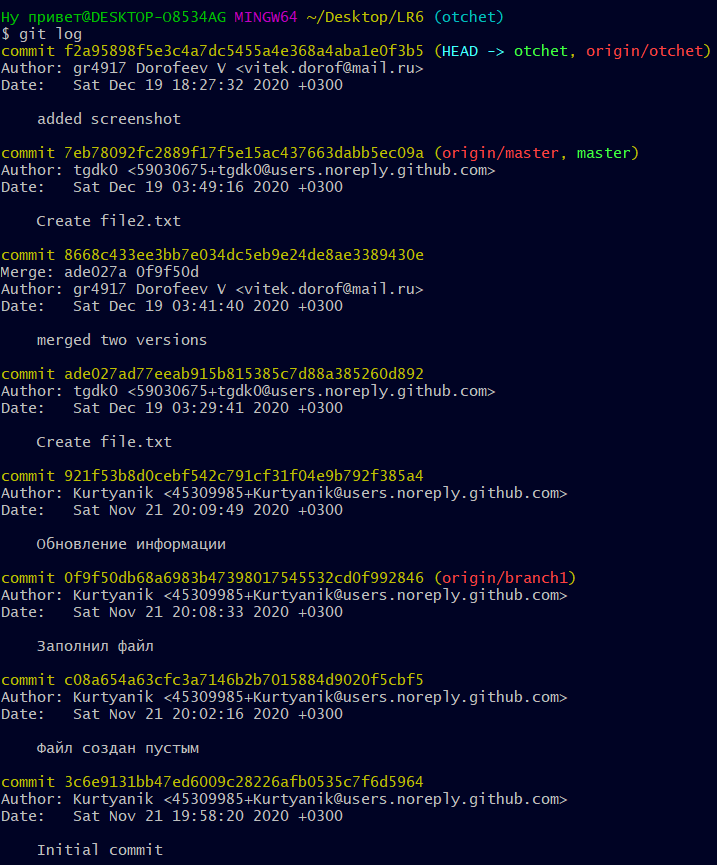 Ну привет@DESKTOP-O8534AG MINGW64 ~/Desktop/LR6 (otchet)
$ git log
commit f2a95898f5e3c4a7dc5455a4e368a4aba1e0f3b5 (HEAD -> otchet, origin/otchet)
Author: gr4917 Dorofeev V <vitek.dorof@mail.ru>
Date:   Sat Dec 19 18:27:32 2020 +0300
added screenshot
commit 7eb78092fc2889f17f5e15ac437663dabb5ec09a (origin/master, master)
Author: tgdk0 <59030675+tgdk0@users.noreply.github.com>
Date:   Sat Dec 19 03:49:16 2020 +0300
Create file2.txt
commit 8668c433ee3bb7e034dc5eb9e24de8ae3389430e
Merge: ade027a 0f9f50d
Author: gr4917 Dorofeev V <vitek.dorof@mail.ru>
Date:   Sat Dec 19 03:41:40 2020 +0300
merged two versions
commit ade027ad77eeab915b815385c7d88a385260d892
Author: tgdk0 <59030675+tgdk0@users.noreply.github.com>
Date:   Sat Dec 19 03:29:41 2020 +0300
Create file.txt
commit 921f53b8d0cebf542c791cf31f04e9b792f385a4
Author: Kurtyanik <45309985+Kurtyanik@users.noreply.github.com>
Date:   Sat Nov 21 20:09:49 2020 +0300
Обновление информации
commit 0f9f50db68a6983b47398017545532cd0f992846 (origin/branch1)
Author: Kurtyanik <45309985+Kurtyanik@users.noreply.github.com>
Date:   Sat Nov 21 20:08:33 2020 +0300
Заполнил файл
commit c08a654a63cfc3a7146b2b7015884d9020f5cbf5
Author: Kurtyanik <45309985+Kurtyanik@users.noreply.github.com>
Date:   Sat Nov 21 20:02:16 2020 +0300
Файл создан пустым
commit 3c6e9131bb47ed6009c28226afb0535c7f6d5964
Author: Kurtyanik <45309985+Kurtyanik@users.noreply.github.com>
Date:   Sat Nov 21 19:58:20 2020 +0300
Initial commit